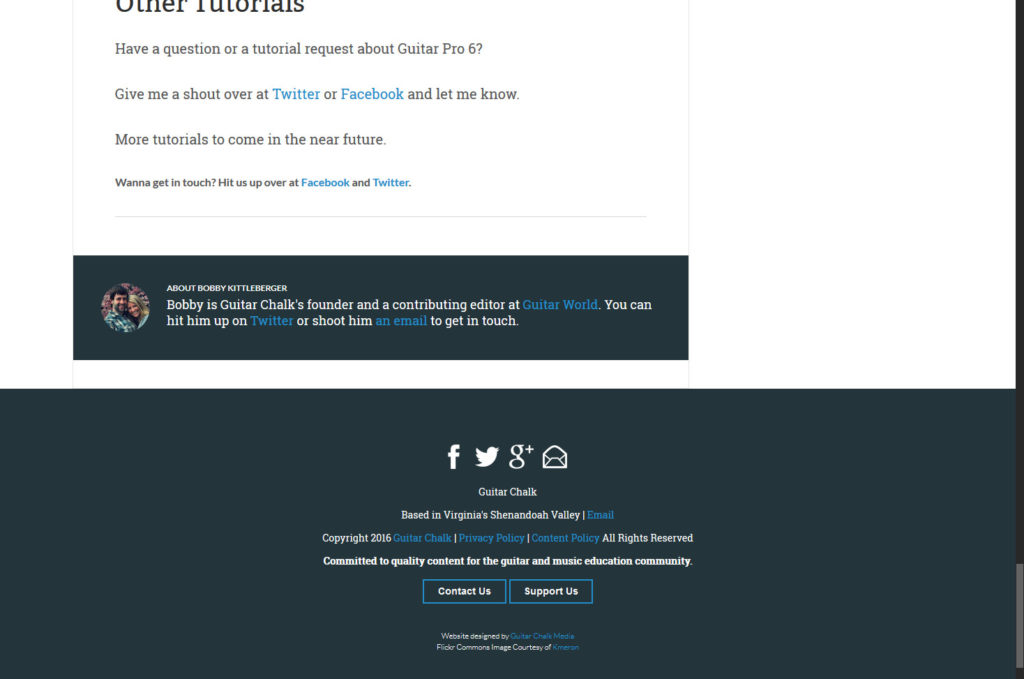 Other Tutorials
Have a question or a tutorial request about Guitar Pro 6?
Give me a shout over at Twitter or Facebook and let me know.
More tutorials to come in the near future.
Wanna get in touch? Hit us up over at Facebook and Twitter.
ABOUT BOBBY KITTLEBERGER
Bobby is Guitar Chalk's founder and a contributing editor at Guitar World. You can
hit him up on Twitter or shoot him an email to get in touch.
Guitar Chalk
Based in Virginia's Shenandoah Valley | Email
Copyright 2016 Guitar Chalk | Privacy Policy | Content Policy All Rights Reserved
Committed to quality content for the guitar and music education community.
Contact Us Support Us
Website designed by Guitar Chalk Media
Flickr Commons Image Courtesy of Kmeron